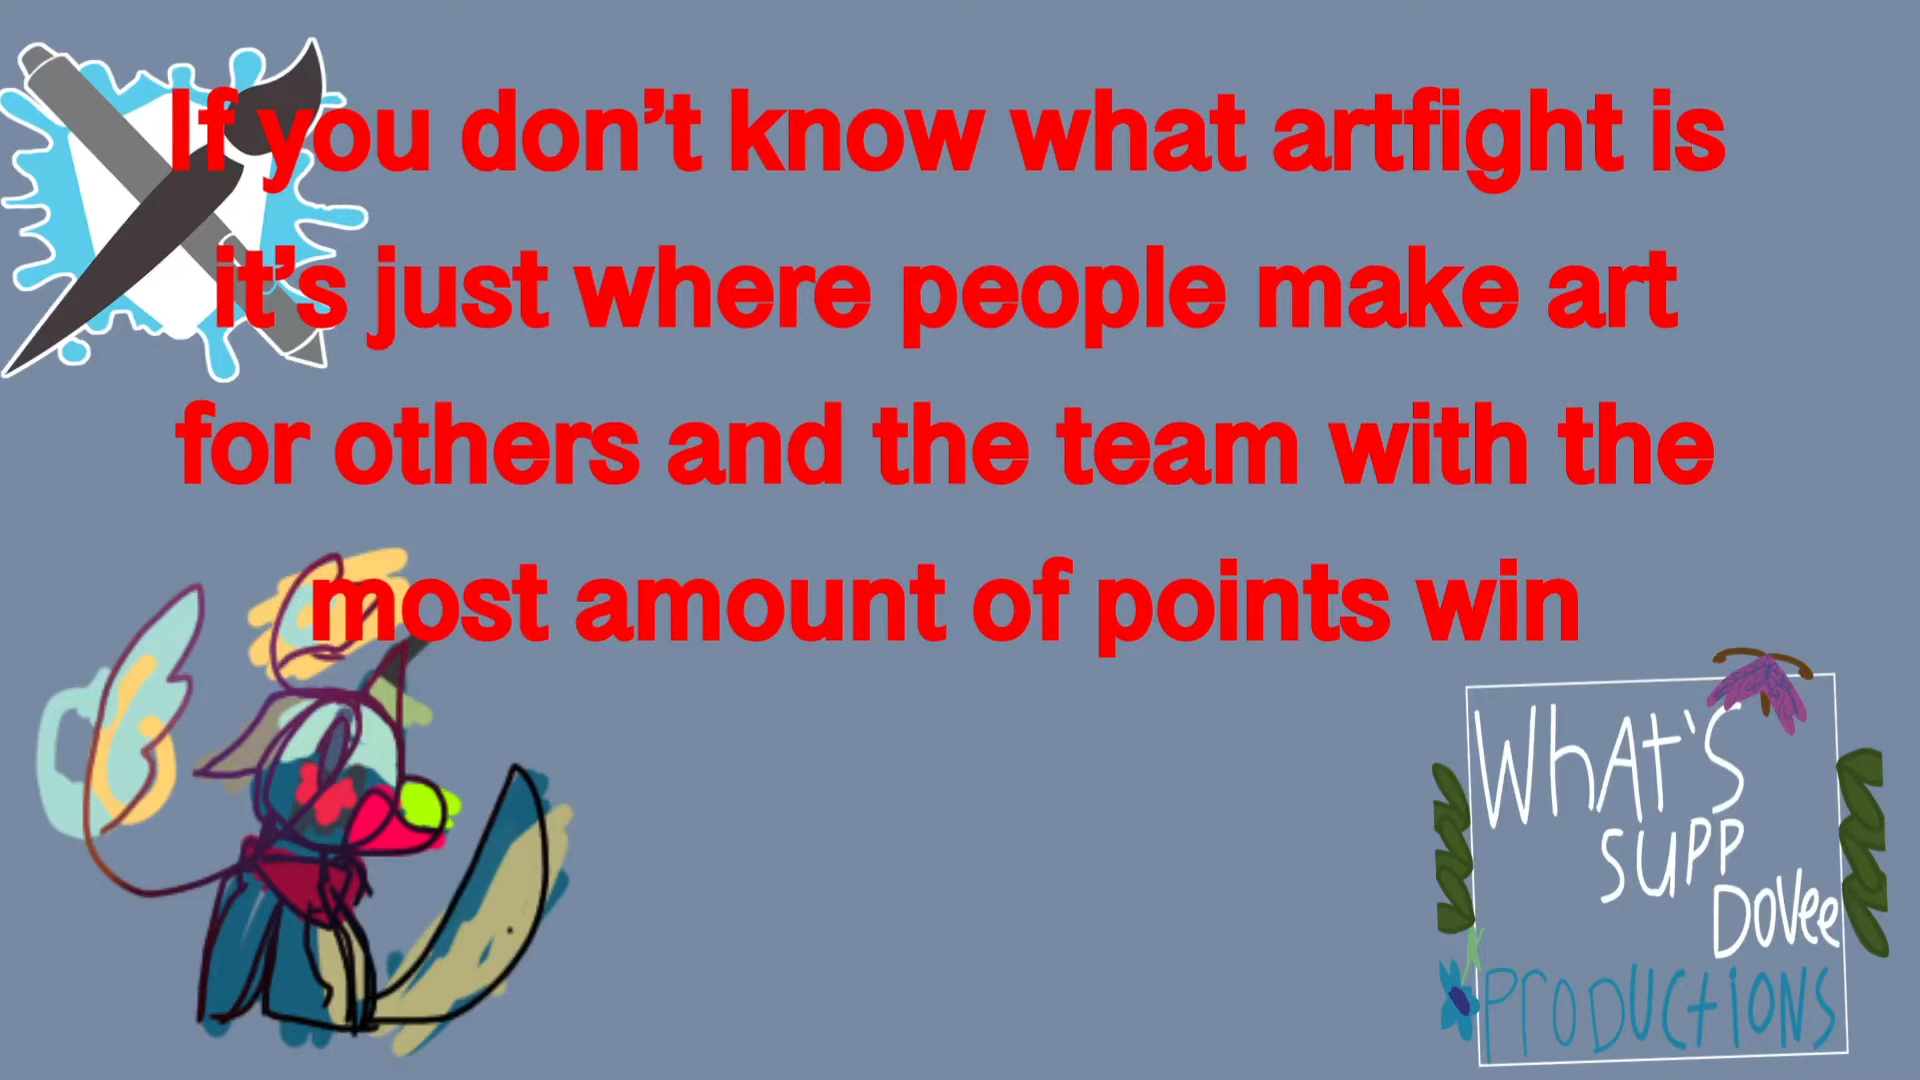 If you don’t know what artfight is
it’s just where people make art
for others and the team with the
most amount of points win
WhAt'S
SUPP
DOVee
PRODUCtiONS